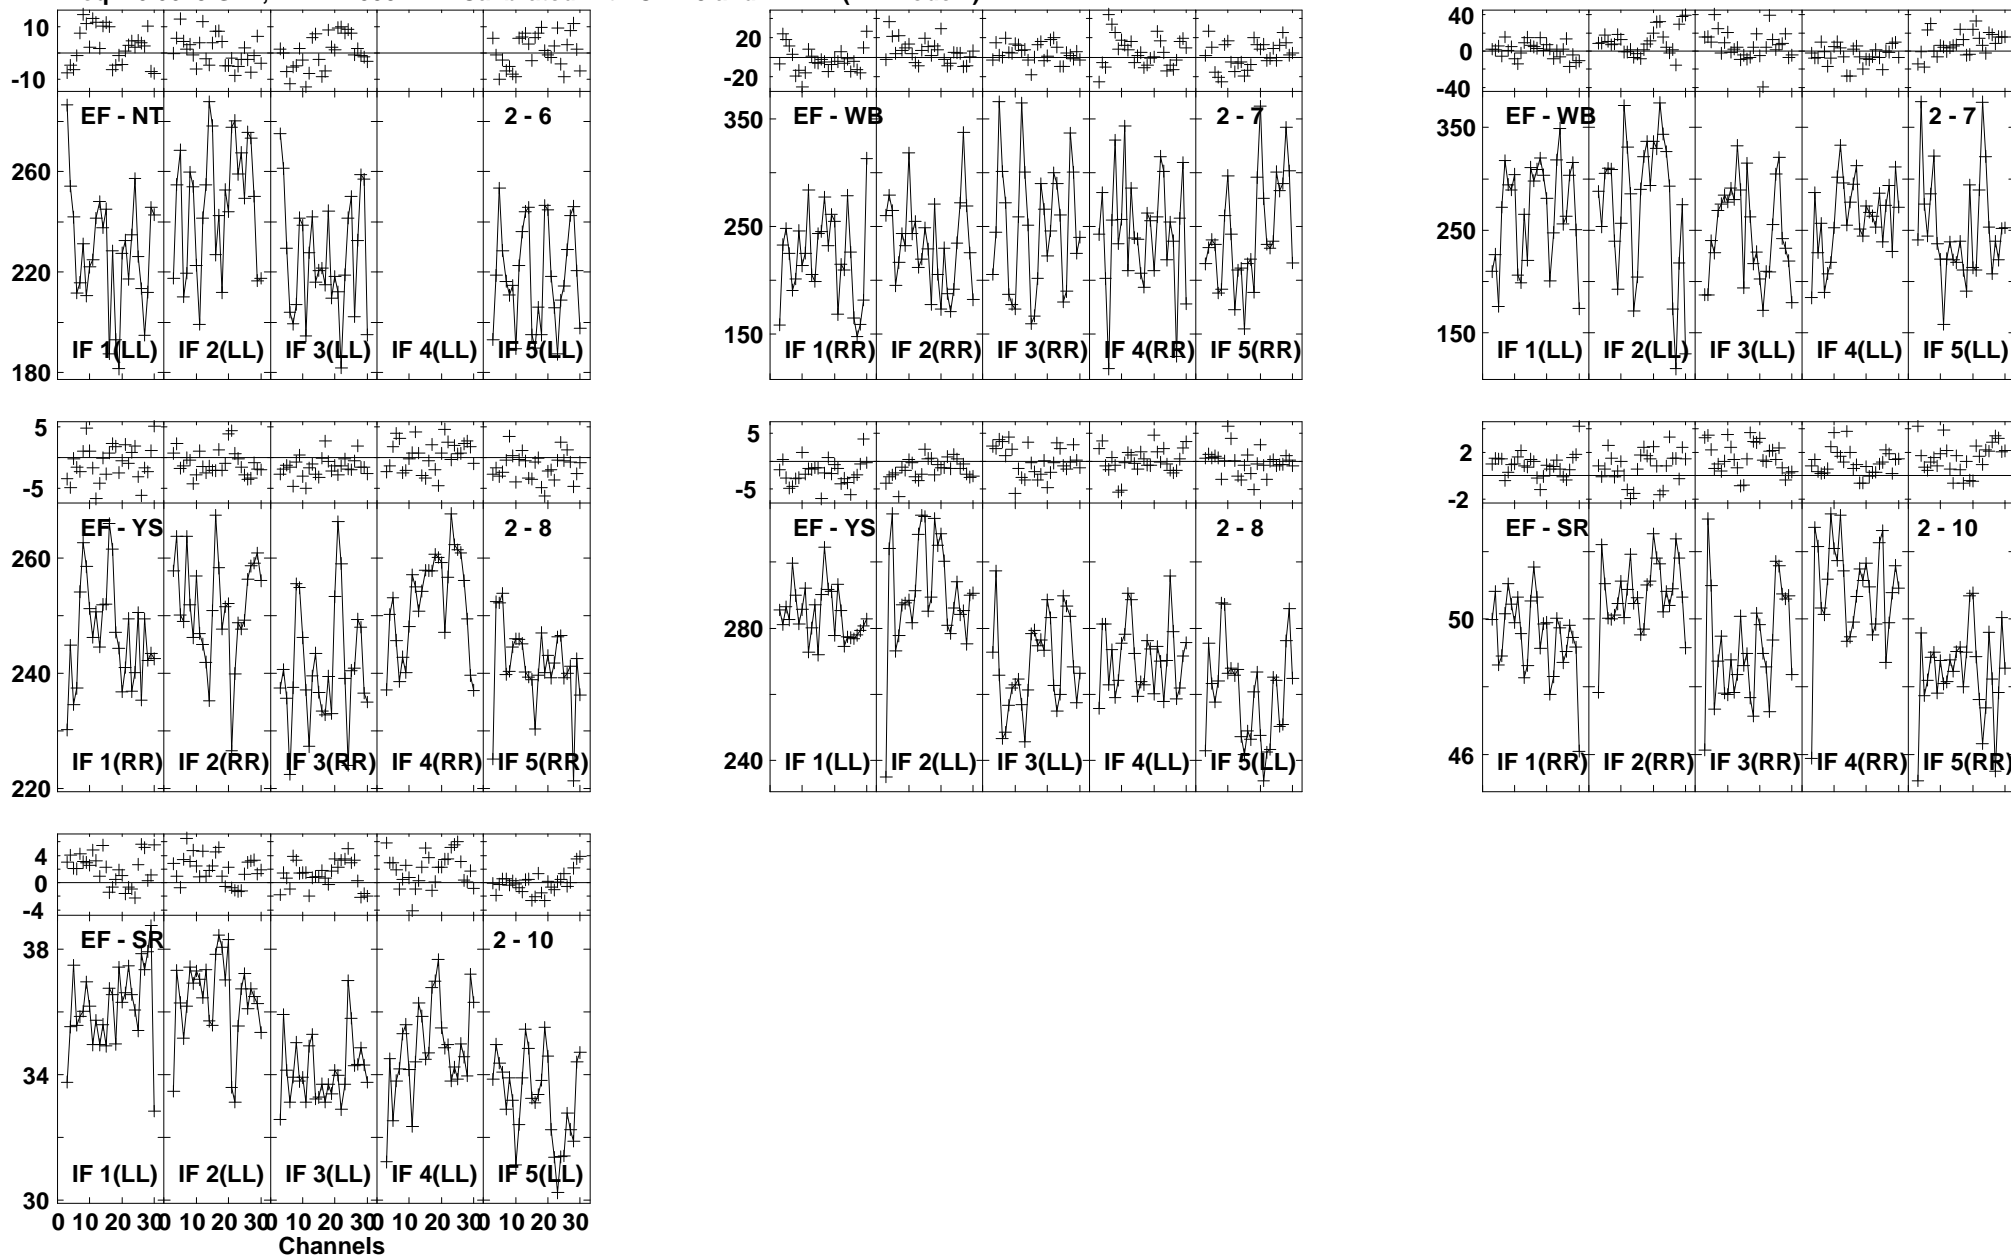 10
-10
EF - NT
2 - 6
260
220
180
IF 1(LL) IF 2(LL) IF 3(LL) IF 4(LL) IF 5(LL)
20
-20
EF - WB
2 - 7
350
250
150
IF 1(RR) IF 2(RR) IF 3(RR) IF 4(RR) IF 5(RR)
40
0
-40
EF - WB
2 - 7
350
250
150
IF 1(LL) IF 2(LL) IF 3(LL) IF 4(LL) IF 5(LL)
5
-5
EF - YS
2 - 8
260
240
220
IF 1(RR) IF 2(RR) IF 3(RR) IF 4(RR) IF 5(RR)
5
-5
EF - YS
2 - 8
280
240
IF 1(LL) IF 2(LL) IF 3(LL) IF 4(LL) IF 5(LL)
2
-2
EF - SR
2 - 10
50
46
IF 1(RR) IF 2(RR) IF 3(RR) IF 4(RR) IF 5(RR)
4
0
-4
EF - SR
2 - 10
38
34
30
IF 1(LL) IF 2(LL) IF 3(LL) IF 4(LL) IF 5(LL)
0 10 20 30 0 10 20 30 0 10 20 30 0 10 20 30 0 10 20 30
Channels